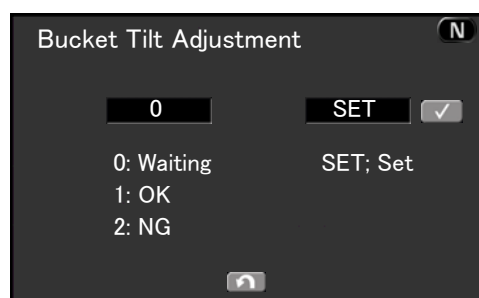 Bucket Tilt Adjustment
N
0
SET
0: Waiting
SET; Set
1: OK
2: NG